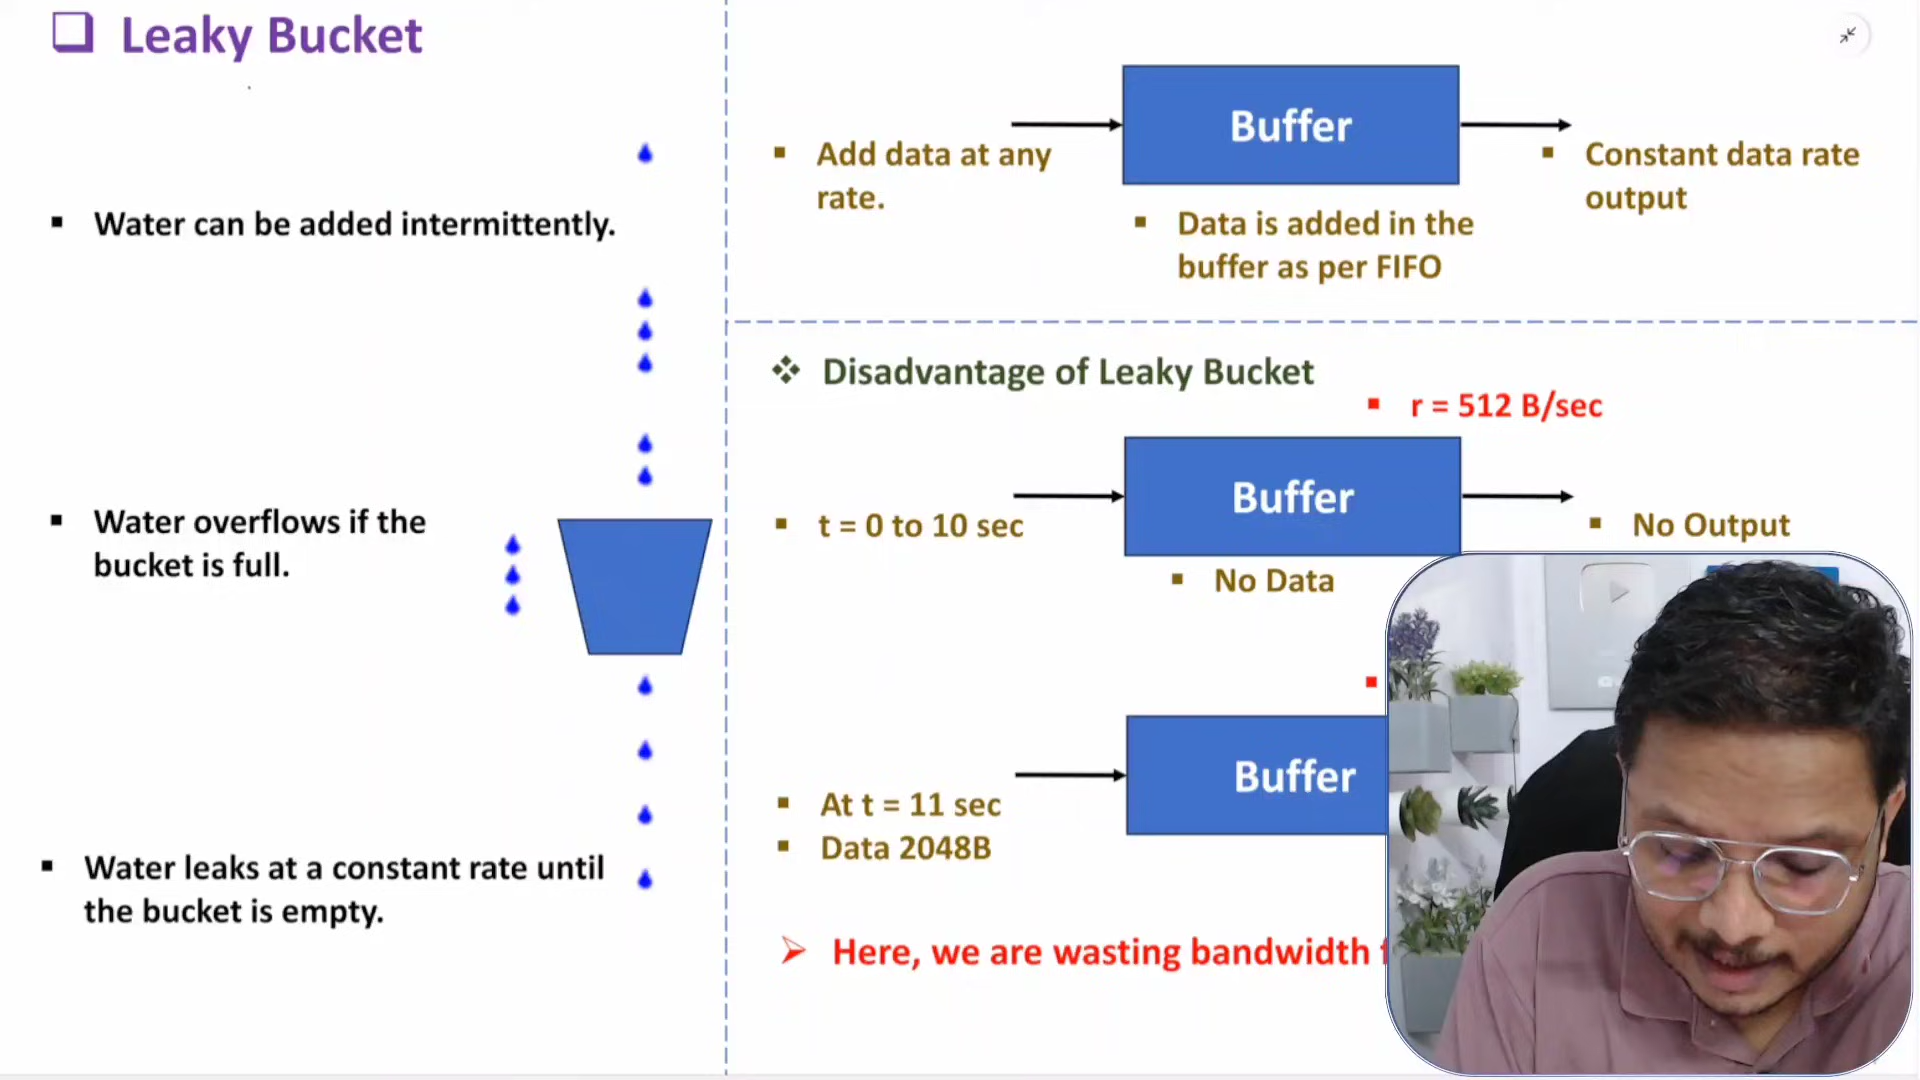 Leaky Bucket
Water can be added intermittently.
Water overflows if the
bucket is full.
Water leaks at a constant rate until
the bucket is empty.
Buffer
Add data at any
rate.
Constant data rate
output
Data is added in the
buffer as per FIFO
Disadvantage of Leaky Bucket
r = 512 B/sec
Buffer
t = 0 to 10 sec
No Output
No Data
Buffer
At t = 11 sec
Data 2048B
Here, we are wasting bandwidth